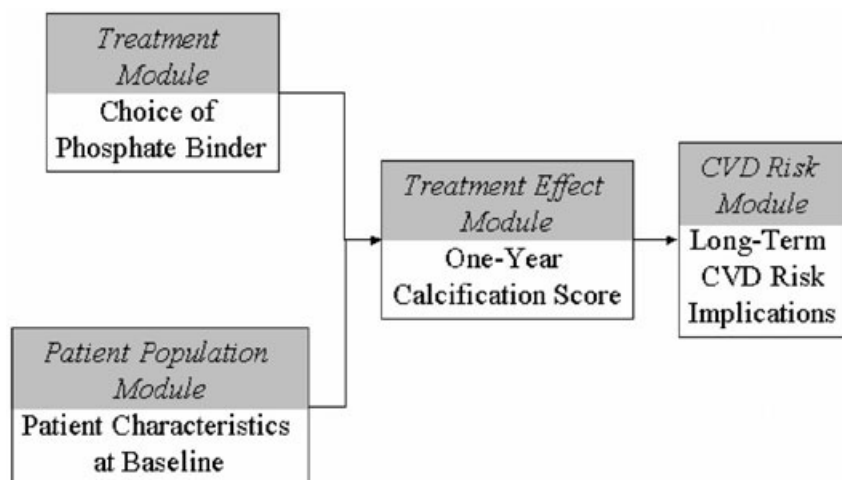 Treatment
Module
Choice of
Phosphate Binder
Treatment Effect
Module
One-Year
Calcification Score
CVD Risk
Module
Long-Term
CVD Risk
Implications
Patient Population
Module
Patient Characteristics
at Baseline